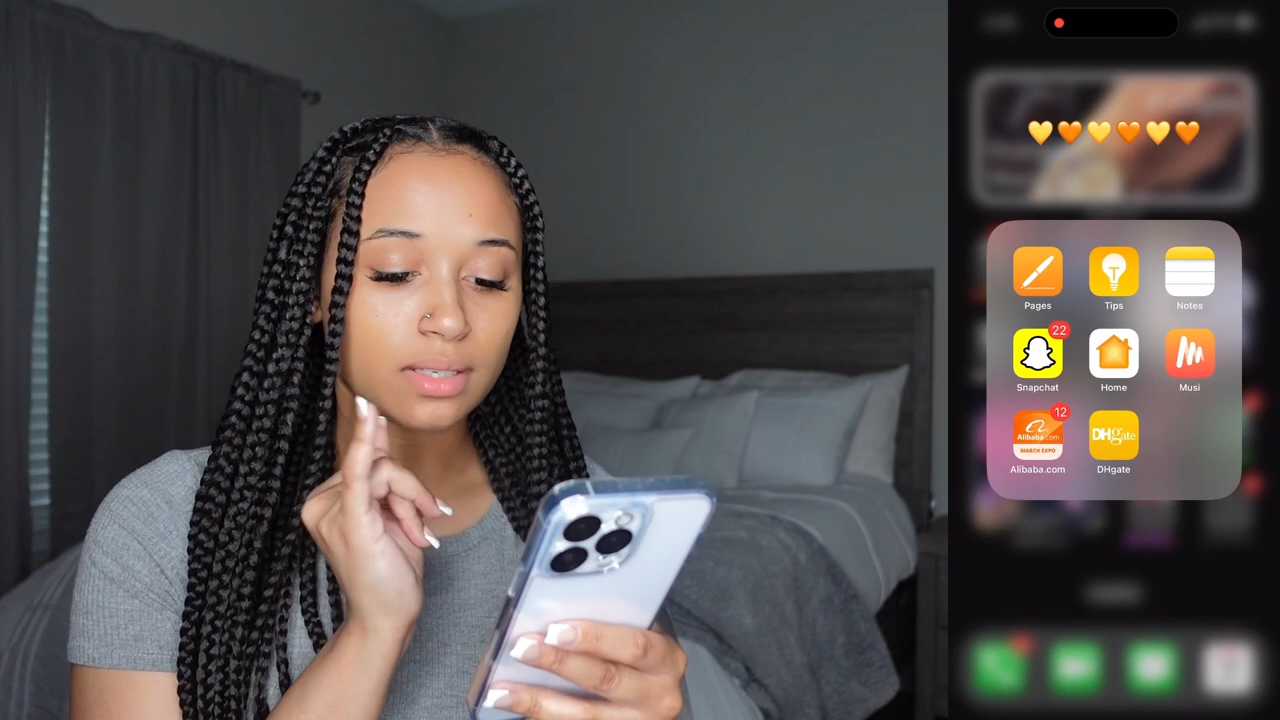 🧡💛🧡💛🧡
Pages Tips Notes
22
Snapchat Home Musi
12
Alibaba.com
MARCH EXPO
DHgate
Alibaba.com DHgate